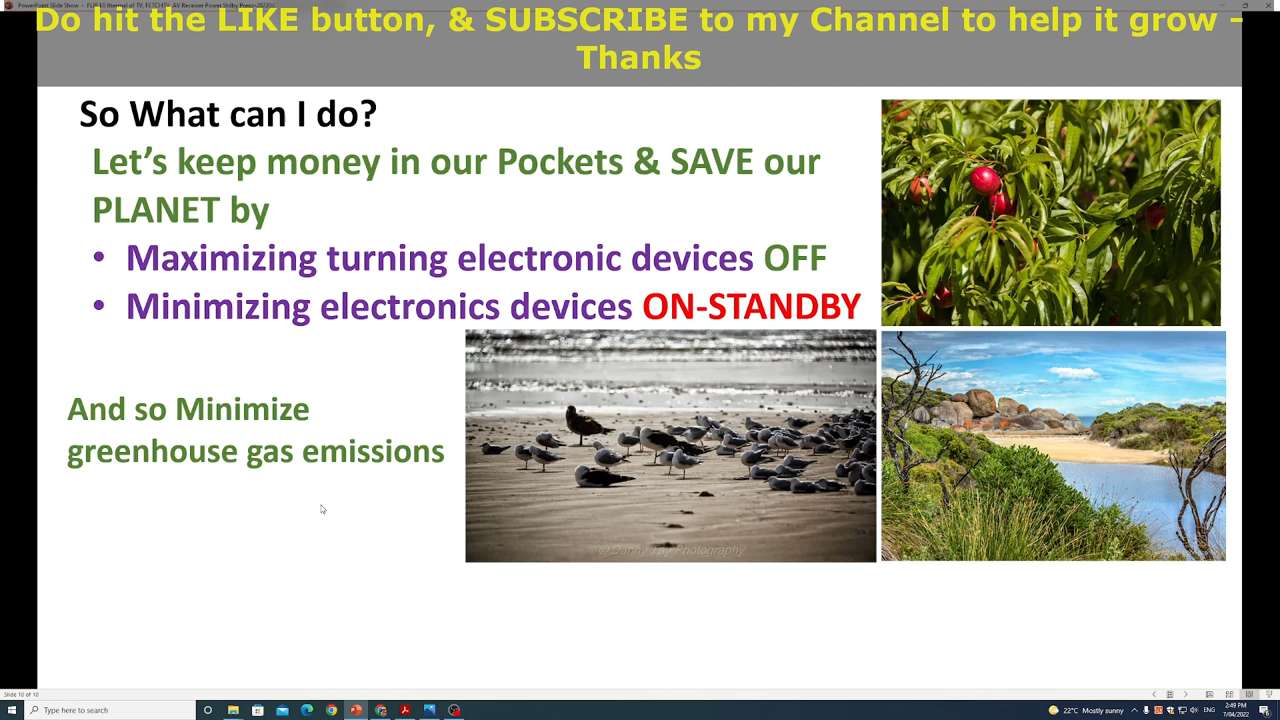 Do hit the LIKE button, & SUBSCRIBE to my Channel to help it grow -
Thanks
So What can I do?
Let's keep money in our Pockets & SAVE our
PLANET by
• Maximizing turning electronic devices OFF
• Minimizing electronics devices ON-STANDBY
And so Minimize
greenhouse gas emissions
©Danny Tay Photography
Slide 10 of 10
Type here to search
22°C Mostly sunny
ENG
2:49 PM
7/04/2022